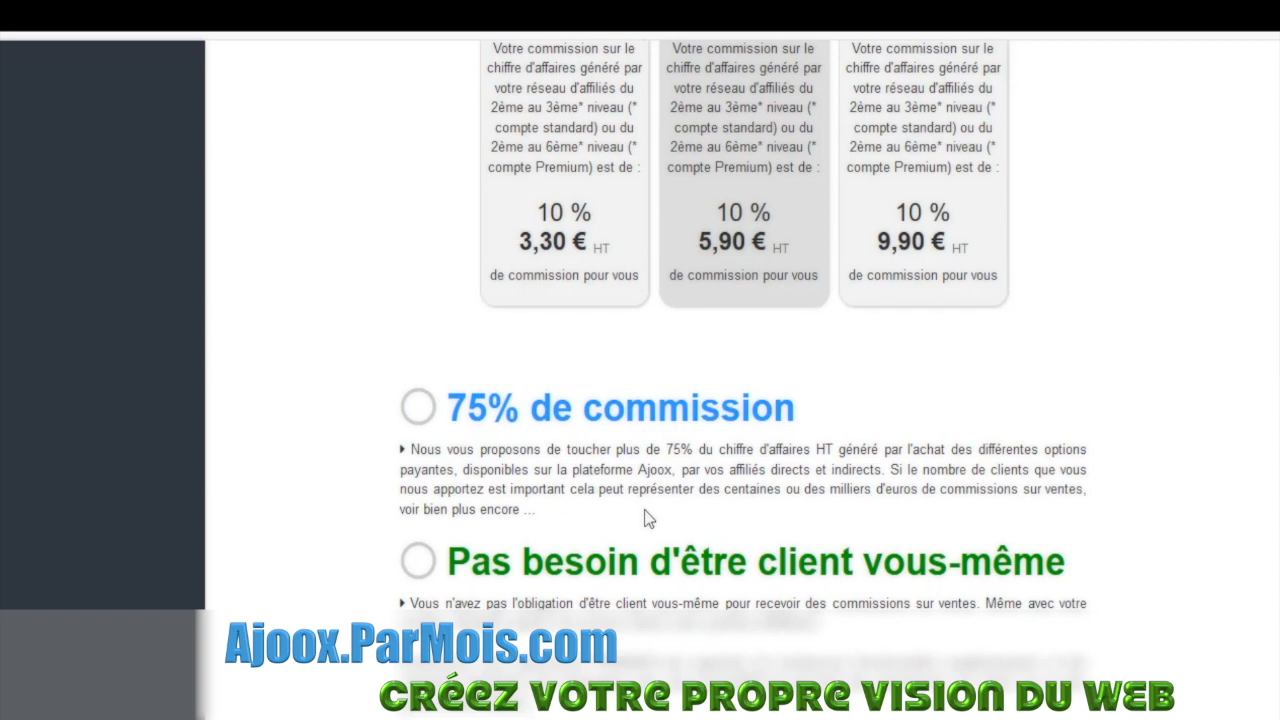 Votre commission sur le
chiffre d'affaires généré par
votre réseau d'affiliés du
2ème au 3ème* niveau (*
compte standard) ou du
2ème au 6ème* niveau (*
compte Premium) est de :
10 %
3,30 € HT
de commission pour vous
Votre commission sur le
chiffre d'affaires généré par
votre réseau d'affiliés du
2ème au 3ème* niveau (*
compte standard) ou du
2ème au 6ème* niveau (*
compte Premium) est de :
10 %
5,90 € HT
de commission pour vous
Votre commission sur le
chiffre d'affaires généré par
votre réseau d'affiliés du
2ème au 3ème* niveau (*
compte standard) ou du
2ème au 6ème* niveau (*
compte Premium) est de :
10 %
9,90 € HT
de commission pour vous
75% de commission
Nous vous proposons de toucher plus de 75% du chiffre d'affaires HT généré par l'achat des différentes options
payantes, disponibles sur la plateforme Ajoox, par vos affiliés directs et indirects. Si le nombre de clients que vous
nous apportez est important cela peut représenter des centaines ou des milliers d'euros de commissions sur ventes,
voir bien plus encore ...
Pas besoin d'être client vous-même
Vous n'avez pas l'obligation d'être client vous-même pour recevoir des commissions sur ventes. Même avec votre
Ajoox.ParMois.com
CRÉEZ VOTRE PROPRE VISION DU WEB